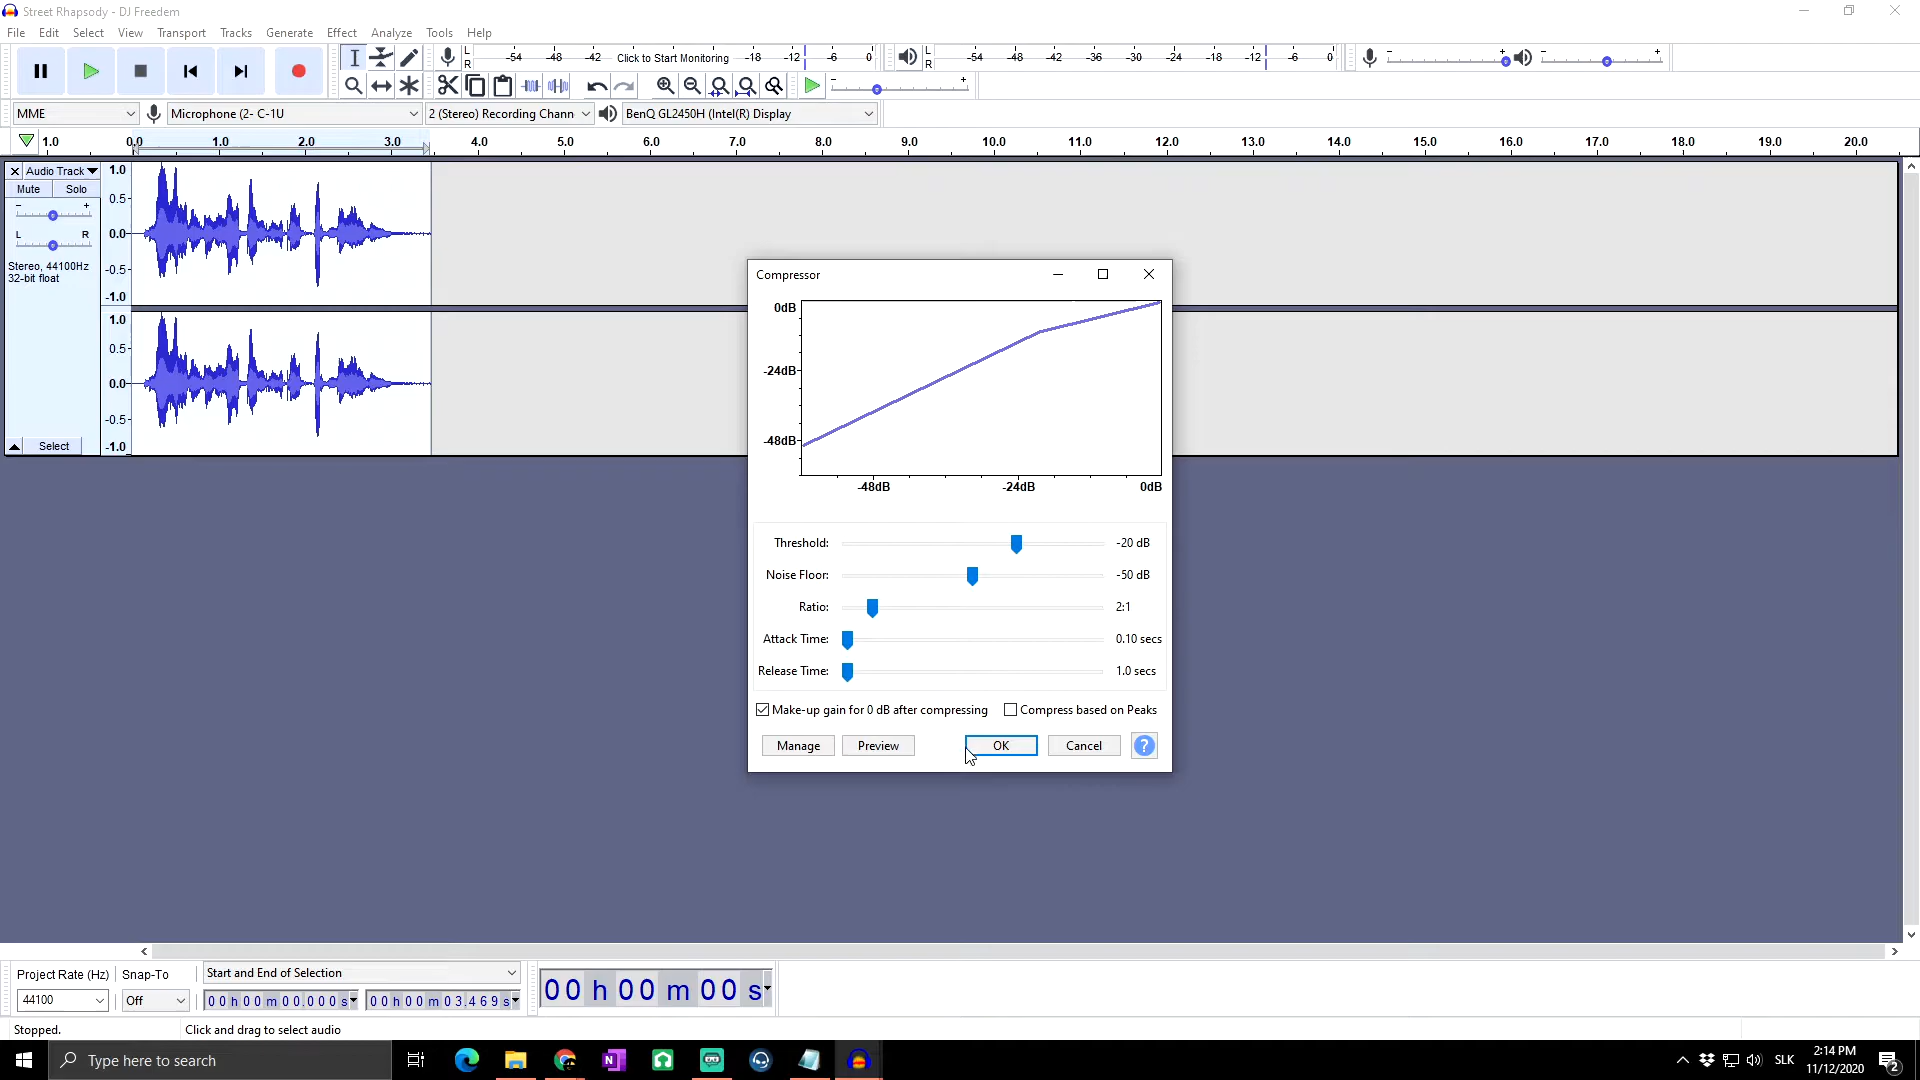 Street Rhapsody - DJ Freedem
File Edit Select View Transport Tracks Generate Effect Analyze Tools Help
L R -54 -48 -42 Click to Start Monitoring -18 -12 -6 0 L R -54 -48 -42 -36 -30 -24 -18 -12 -6 0 - + - +
- +
MME Microphone (2- C-1U 2 (Stereo) Recording Chann BenQ GL2450H (Intel(R) Display
1.0 0.0 1.0 2.0 3.0 4.0 5.0 6.0 7.0 8.0 9.0 10.0 11.0 12.0 13.0 14.0 15.0 16.0 17.0 18.0 19.0 20.0
Audio Track 1.0
Mute Solo
- + 0.5
L R 0.0
Stereo, 44100Hz -0.5
32-bit float
-1.0
1.0
0.5
0.0
-0.5
Select -1.0
Compressor
0dB
-24dB
-48dB
-48dB -24dB 0dB
Threshold: -20 dB
Noise Floor: -50 dB
Ratio: 2:1
Attack Time: 0.10 secs
Release Time: 1.0 secs
Make-up gain for 0 dB after compressing Compress based on Peaks
Manage Preview OK Cancel ?
Project Rate (Hz) Snap-To Start and End of Selection
44100 Off 00 h 00 m 00.000 s 00 h 00 m 03.469 s 00 h 00 m 00 s
Stopped. Click and drag to select audio
Type here to search N SLK 2:14 PM
11/12/2020 2